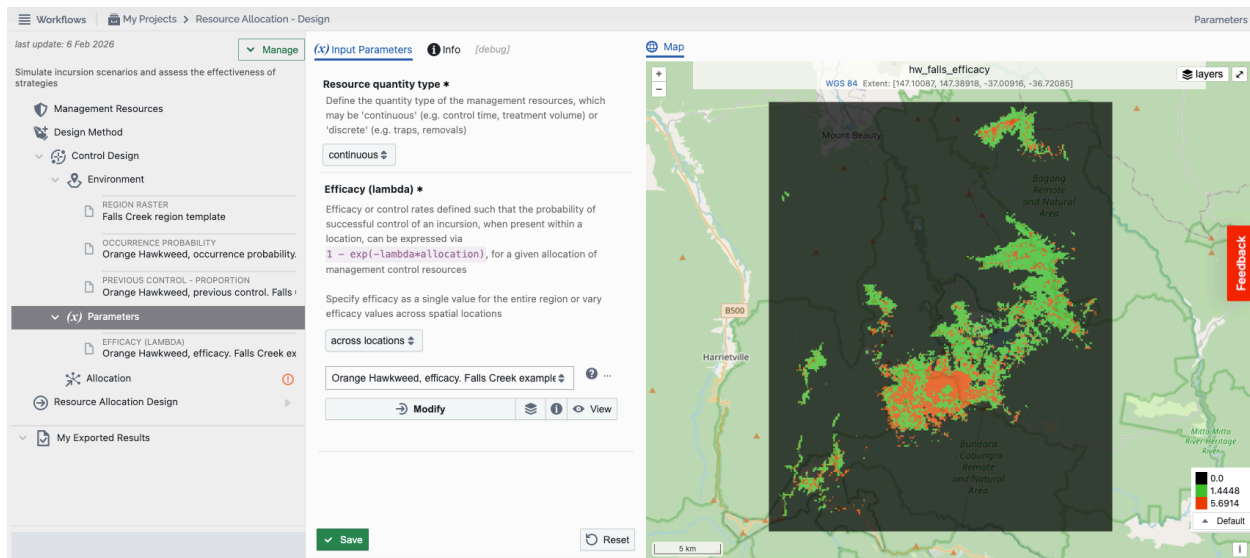 Workflows
My Projects > Resource Allocation - Design
Parameters
last update: 6 Feb 2026
Manage
Simulate incursion scenarios and assess the effectiveness of
strategies
Management Resources
Design Method
Control Design
Environment
REGION RASTER
Falls Creek region template
OCCURRENCE PROBABILITY
Orange Hawkweed, occurrence probability.
PREVIOUS CONTROL - PROPORTION
Orange Hawkweed, previous control. Falls
(x) Parameters
EFFICACY (LAMBDA)
Orange Hawkweed, efficacy. Falls Creek ex
Allocation
Resource Allocation Design
My Exported Results
(x) Input Parameters
Info
[debug]
Resource quantity type *
Define the quantity type of the management resources, which
may be 'continuous' (e.g. control time, treatment volume) or
'discrete' (e.g. traps, removals)
continuous
Efficacy (lambda) *
Efficacy or control rates defined such that the probability of
successful control of an incursion, when present within a
location, can be expressed via
1 - exp(-lambda*allocation), for a given allocation of
management control resources
Specify efficacy as a single value for the entire region or vary
efficacy values across spatial locations
across locations
Orange Hawkweed, efficacy. Falls Creek example
? ...
Modify
View
Save
Reset
Map
hw_falls_efficacy
WGS 84 Extent: [147.10087, 147.38918, -37.00916, -36.72085]
+
−
layers
Mount Beauty
Bogong
Remote
and Natural
Area
B500
Harrietville
Bundara
- Cobungra
Remote
and Natural
Area
Mitta Mitta
River Heritage
River
Feedback
0.0
1.4448
5.6914
Default
5 km
i